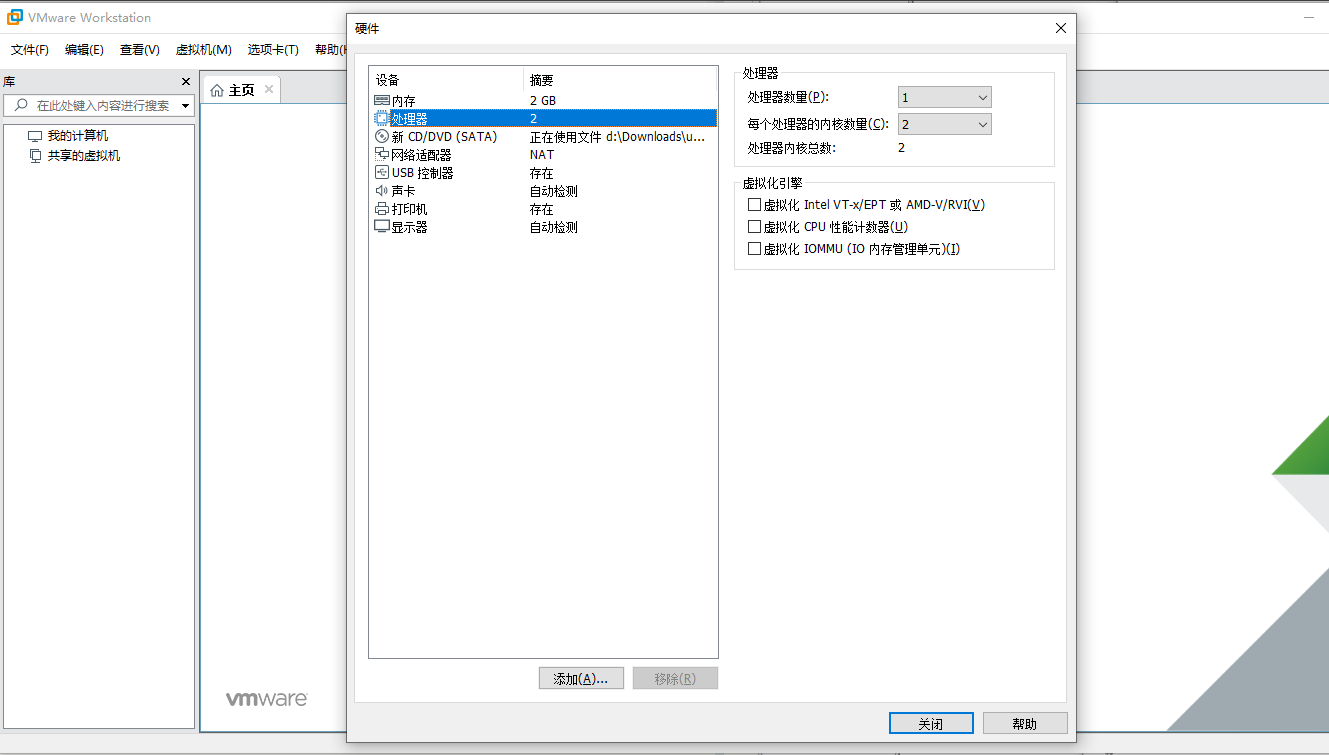 VMware Workstation
文件(F) 编辑(E) 查看(V) 虚拟机(M) 选项卡(T) 帮助(H
库
在此处键入内容进行搜索
我的计算机
共享的虚拟机
主页
vmware
硬件
设备 摘要
内存 2 GB
处理器 2
新 CD/DVD (SATA) 正在使用文件 d:\Downloads\u...
网络适配器 NAT
USB 控制器 存在
声卡 自动检测
打印机 存在
显示器 自动检测
添加(A)... 移除(R)
处理器
处理器数量(P): 1
每个处理器的内核数量(C): 2
处理器内核总数: 2
虚拟化引擎
虚拟化 Intel VT-x/EPT 或 AMD-V/RVI(V)
虚拟化 CPU 性能计数器(U)
虚拟化 IOMMU (IO 内存管理单元)(I)
关闭 帮助